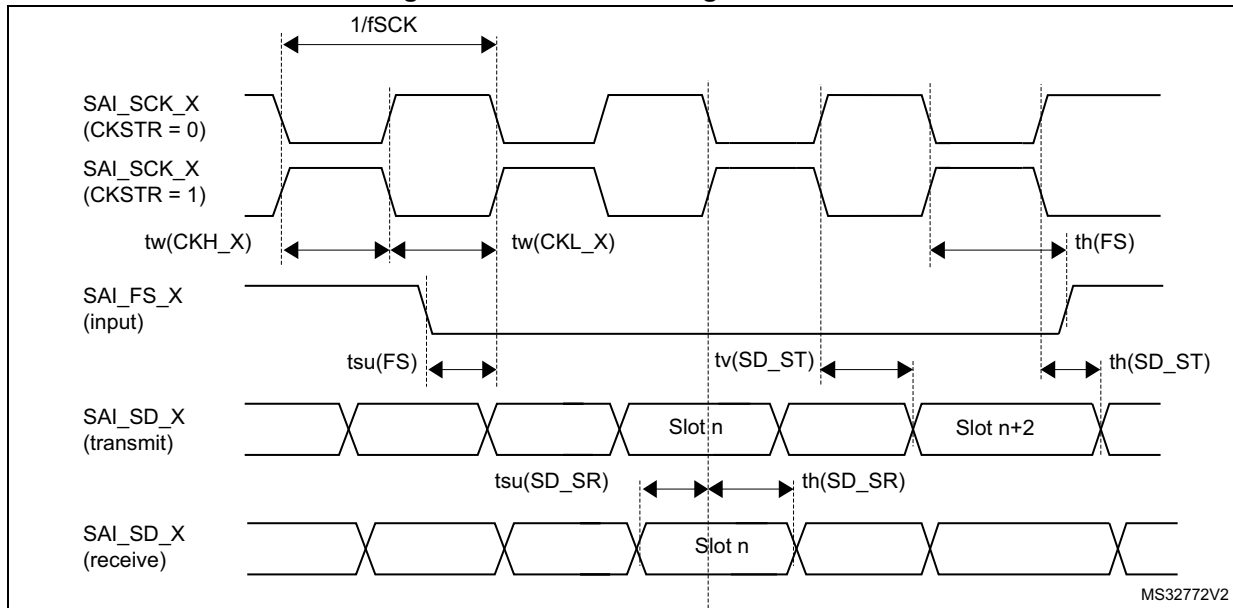 1/fSCK
SAI_SCK_X
(CKSTR = 0)
SAI_SCK_X
(CKSTR = 1)
tw(CKH_X)
tw(CKL_X)
th(FS)
SAI_FS_X
(input)
tsu(FS)
tv(SD_ST)
th(SD_ST)
SAI_SD_X
(transmit)
Slot n
Slot n+2
tsu(SD_SR)
th(SD_SR)
SAI_SD_X
(receive)
Slot n
MS32772V2